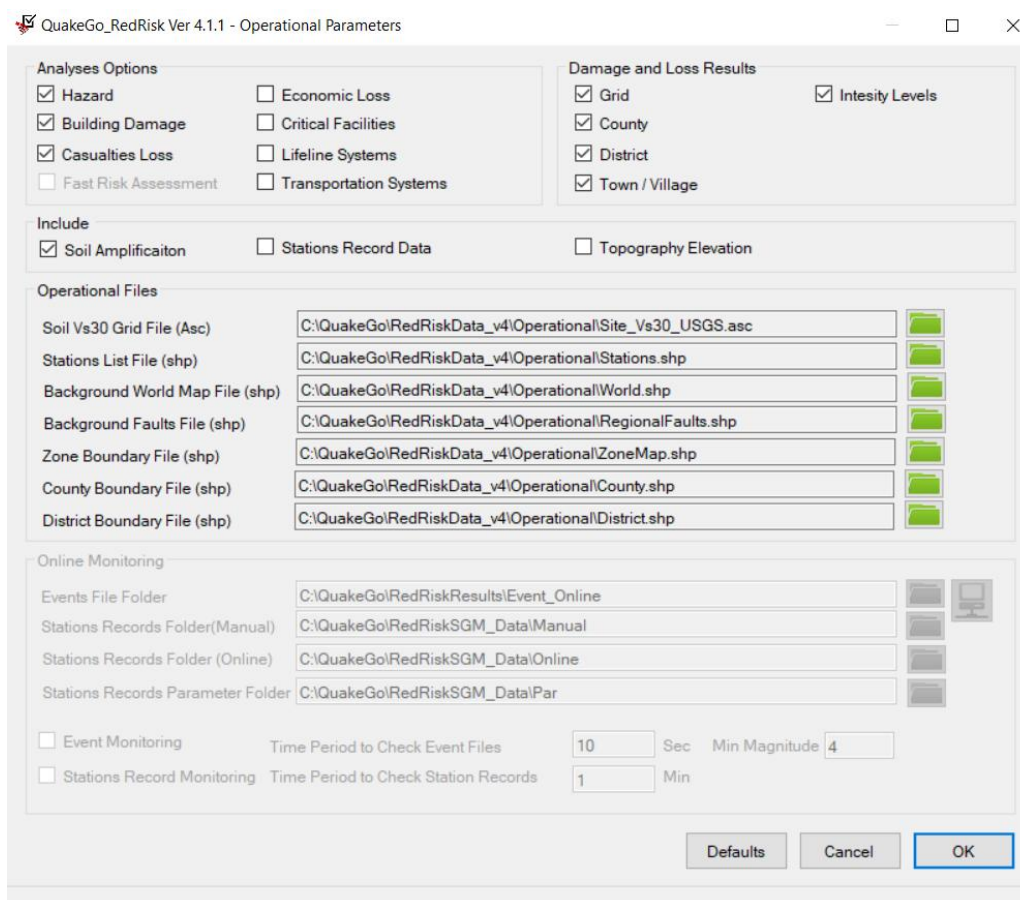 QuakeGo_RedRisk Ver 4.1.1 - Operational Parameters
Analyses Options
Hazard
Economic Loss
Building Damage
Critical Facilities
Casualties Loss
Lifeline Systems
Fast Risk Assessment
Transportation Systems
Damage and Loss Results
Grid
Intesity Levels
County
District
Town / Village
Include
Soil Amplificaiton
Stations Record Data
Topography Elevation
Operational Files
Soil Vs30 Grid File (Asc) C:\QuakeGo\RedRiskData_v4\Operational\Site_Vs30_USGS.asc
Stations List File (shp) C:\QuakeGo\RedRiskData_v4\Operational\Stations.shp
Background World Map File (shp) C:\QuakeGo\RedRiskData_v4\Operational\World.shp
Background Faults File (shp) C:\QuakeGo\RedRiskData_v4\Operational\RegionalFaults.shp
Zone Boundary File (shp) C:\QuakeGo\RedRiskData_v4\Operational\ZoneMap.shp
County Boundary File (shp) C:\QuakeGo\RedRiskData_v4\Operational\County.shp
District Boundary File (shp) C:\QuakeGo\RedRiskData_v4\Operational\District.shp
Online Monitoring
Events File Folder C:\QuakeGo\RedRiskResults\Event_Online
Stations Records Folder(Manual) C:\QuakeGo\RedRiskSGM_Data\Manual
Stations Records Folder (Online) C:\QuakeGo\RedRiskSGM_Data\Online
Stations Records Parameter Folder C:\QuakeGo\RedRiskSGM_Data\Par
Event Monitoring Time Period to Check Event Files 10 Sec Min Magnitude 4
Stations Record Monitoring Time Period to Check Station Records 1 Min
Defaults Cancel OK